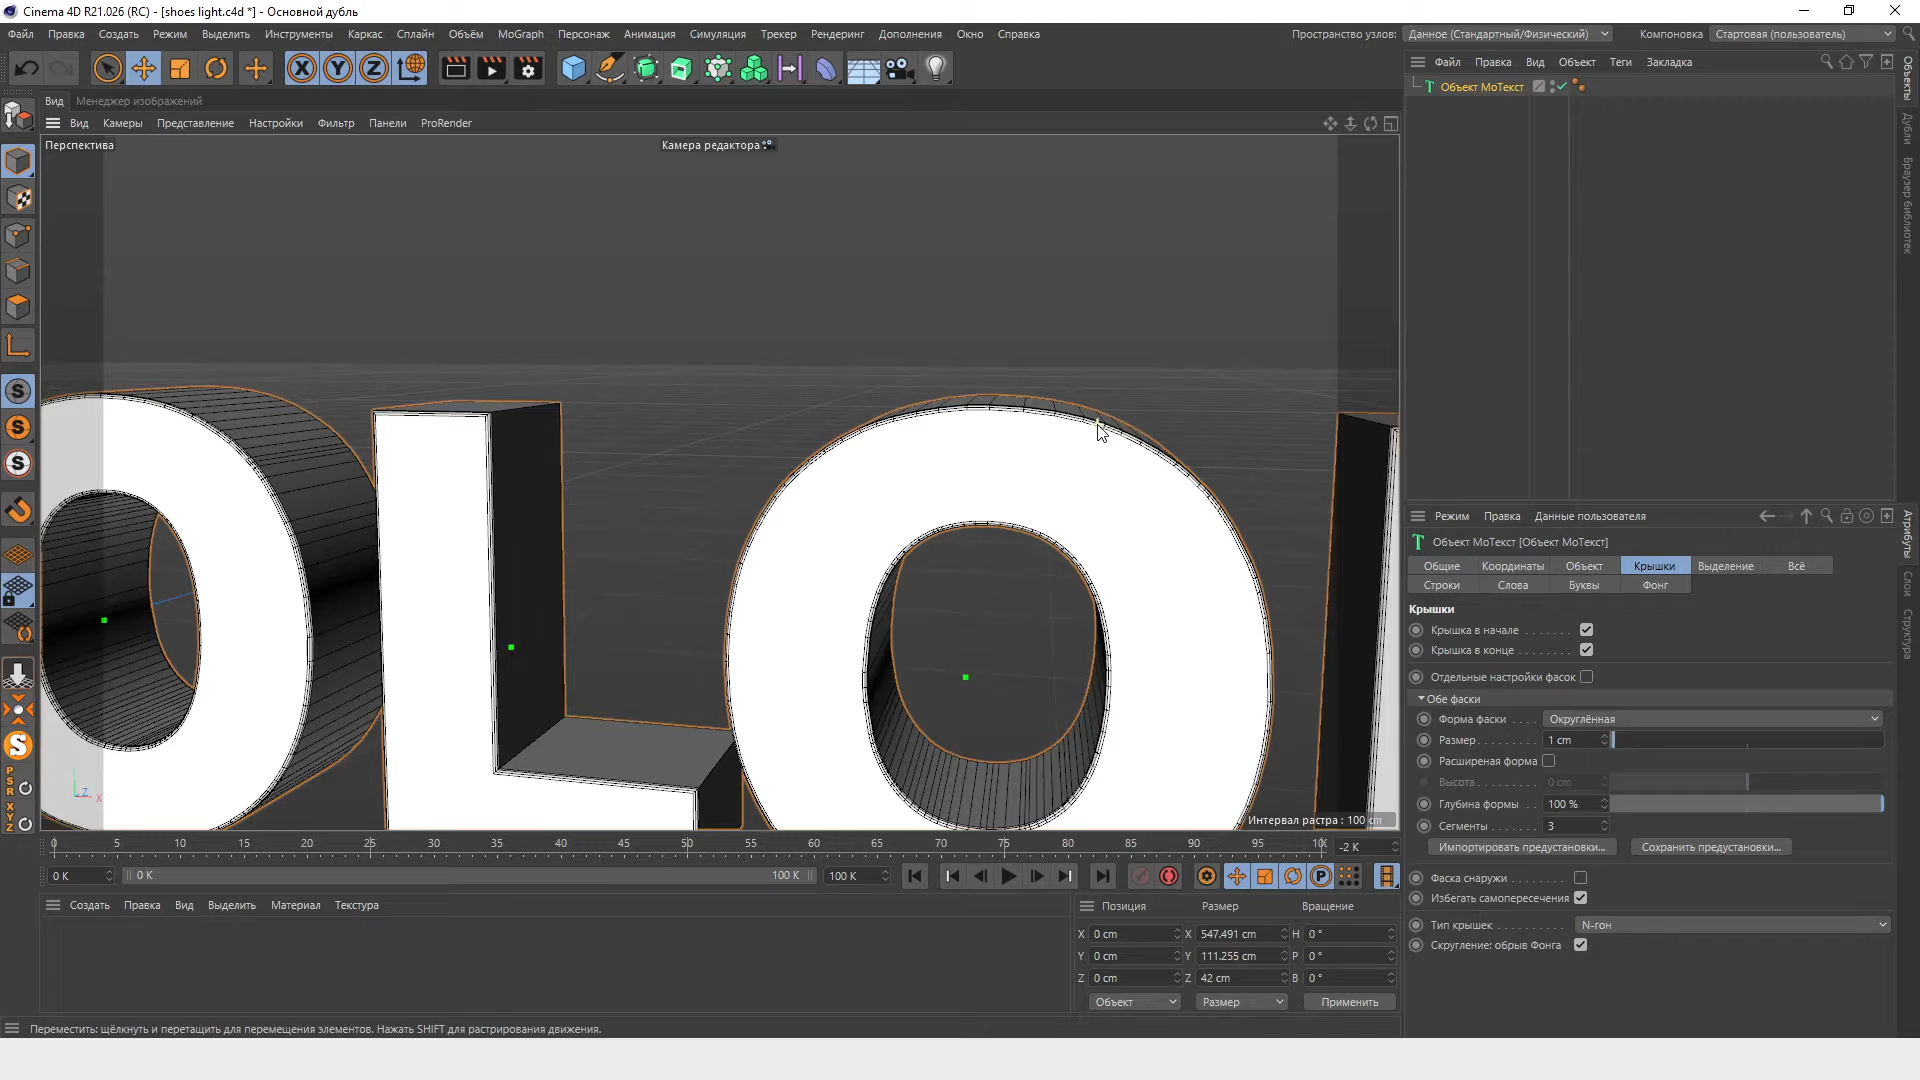 Cinema 4D R21.026 (RC) - [shoes light.c4d *] - Основной дубль
Файл Правка Создать Режим Выделить Инструменты Каркас Сплайн Объём MoGraph Персонаж Анимация Симуляция Трекер Рендеринг Дополнения Окно Справка Пространство узлов: Данное (Стандартный/Физический) Компоновка Стартовая (пользователь)
X Y Z
Файл Правка Вид Объект Теги Закладка
Объект МоТекст
Вид Менеджер изображений
Вид Камеры Представление Настройки Фильтр Панели ProRender
Перспектива
Камера редактора
OLO
Z X
Интервал растра : 100 cm
Объекты
Дубли
Браузер библиотек
Атрибуты
Слои
Структура
S
S
S
S
P S R
X Y Z
Режим Правка Данные пользователя
Объект МоТекст [Объект МоТекст]
Общие Координаты Объект Крышки Выделение Всё
Строки Слова Буквы Фонг
Крышки
Крышка в начале . . . . . . .
Крышка в конце . . . . . . . .
Отдельные настройки фасок
Обе фаски
Форма фаски . . . . Округлённая
Размер. . . . . . . . . 1 cm
Расширеная форма
Высота. . . . . . . . . 0 cm
Глубина формы . . 100 %
Сегменты . . . . . . . 3
Импортировать предустановки... Сохранить предустановки...
Фаска снаружи
Избегать самопересечения
Тип крышек . . . . . . . . . . N-гон
Скругление: обрыв Фонга
0 5 10 15 20 25 30 35 40 45 50 55 60 65 70 75 80 85 90 95 100 -2 K
0 K 0 K 100 K 100 K
P
Создать Правка Вид Выделить Материал Текстура
Позиция Размер Вращение
X 0 cm X 547.491 cm H 0 °
Y 0 cm Y 111.255 cm P 0 °
Z 0 cm Z 42 cm B 0 °
Объект Размер Применить
Переместить: щёлкнуть и перетащить для перемещения элементов. Нажать SHIFT для растрирования движения.